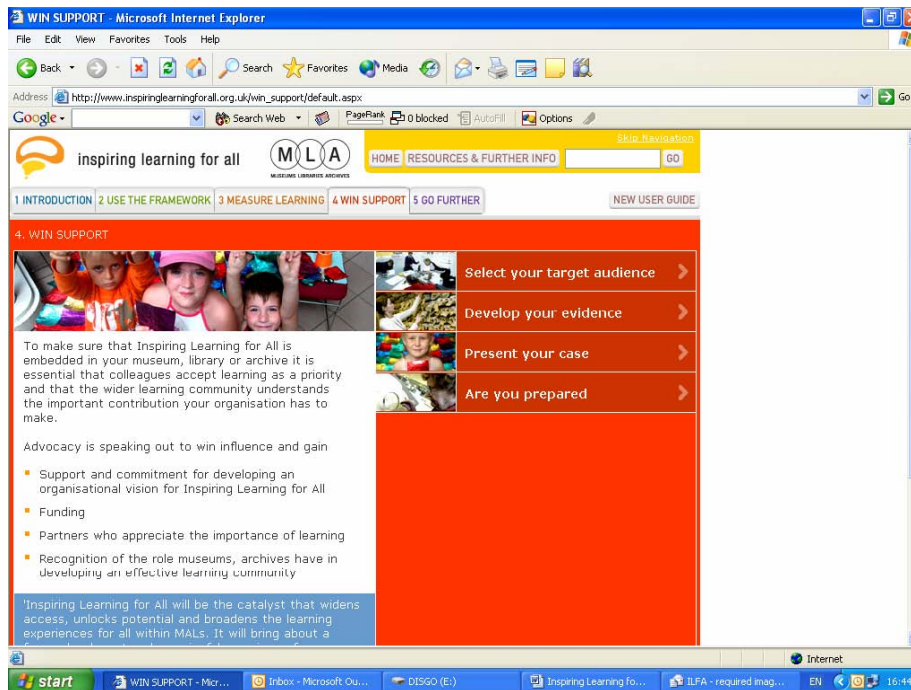 WIN SUPPORT - Microsoft Internet Explorer
File Edit View Favorites Tools Help
Back Search Favorites Media
Address http://www.inspiringlearningforall.org.uk/win_support/default.aspx Go
Google Search Web PageRank 0 blocked AutoFill Options
Skip Navigation
inspiring learning for all MLA HOME RESOURCES & FURTHER INFO GO
MUSEUMS LIBRARIES ARCHIVES
1 INTRODUCTION 2 USE THE FRAMEWORK 3 MEASURE LEARNING 4 WIN SUPPORT 5 GO FURTHER NEW USER GUIDE
4. WIN SUPPORT
Select your target audience
Develop your evidence
Present your case
Are you prepared
To make sure that Inspiring Learning for All is
embedded in your museum, library or archive it is
essential that colleagues accept learning as a priority
and that the wider learning community understands
the important contribution your organisation has to
make.
Advocacy is speaking out to win influence and gain
Support and commitment for developing an
organisational vision for Inspiring Learning for All
Funding
Partners who appreciate the importance of learning
Recognition of the role museums, archives have in
developing an effective learning community
'Inspiring Learning for All will be the catalyst that widens
access, unlocks potential and broadens the learning
experiences for all within MALs. It will bring about a
Internet
start WIN SUPPORT - Micr... Inbox - Microsoft Ou... DISGO (E:) Inspiring Learning fo... ILFA - required imag... EN 16:44